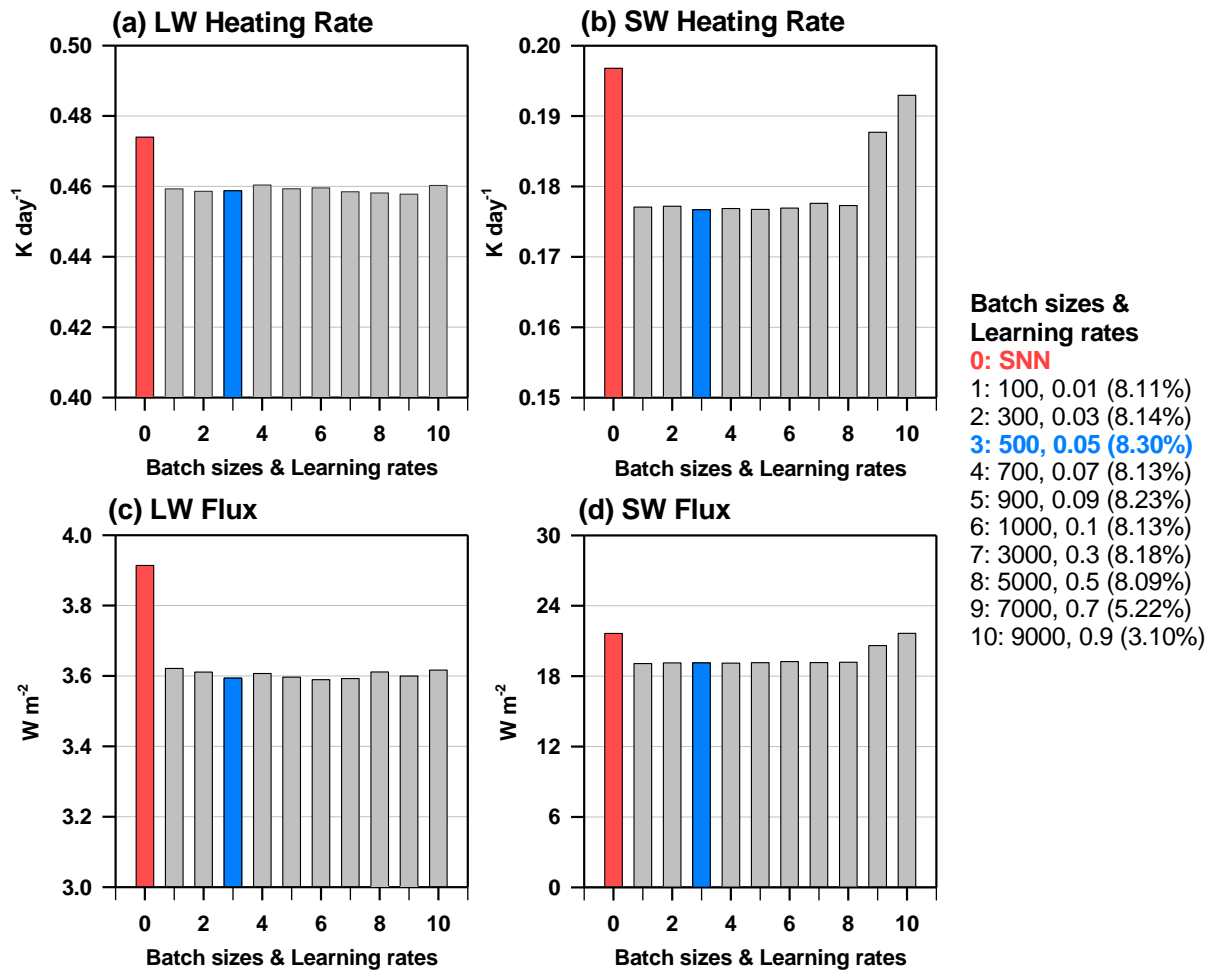 (a) LW Heating Rate
0.50
0.48
0.46
0.44
0.42
0.40
K day-1
0 2 4 6 8 10
Batch sizes & Learning rates
(b) SW Heating Rate
0.20
0.19
0.18
0.17
0.16
0.15
K day-1
0 2 4 6 8 10
Batch sizes & Learning rates
(c) LW Flux
4.0
3.8
3.6
3.4
3.2
3.0
W m-2
0 2 4 6 8 10
Batch sizes & Learning rates
(d) SW Flux
30
24
18
12
6
0
W m-2
0 2 4 6 8 10
Batch sizes & Learning rates
Batch sizes &
Learning rates
0: SNN
1: 100, 0.01 (8.11%)
2: 300, 0.03 (8.14%)
3: 500, 0.05 (8.30%)
4: 700, 0.07 (8.13%)
5: 900, 0.09 (8.23%)
6: 1000, 0.1 (8.13%)
7: 3000, 0.3 (8.18%)
8: 5000, 0.5 (8.09%)
9: 7000, 0.7 (5.22%)
10: 9000, 0.9 (3.10%)